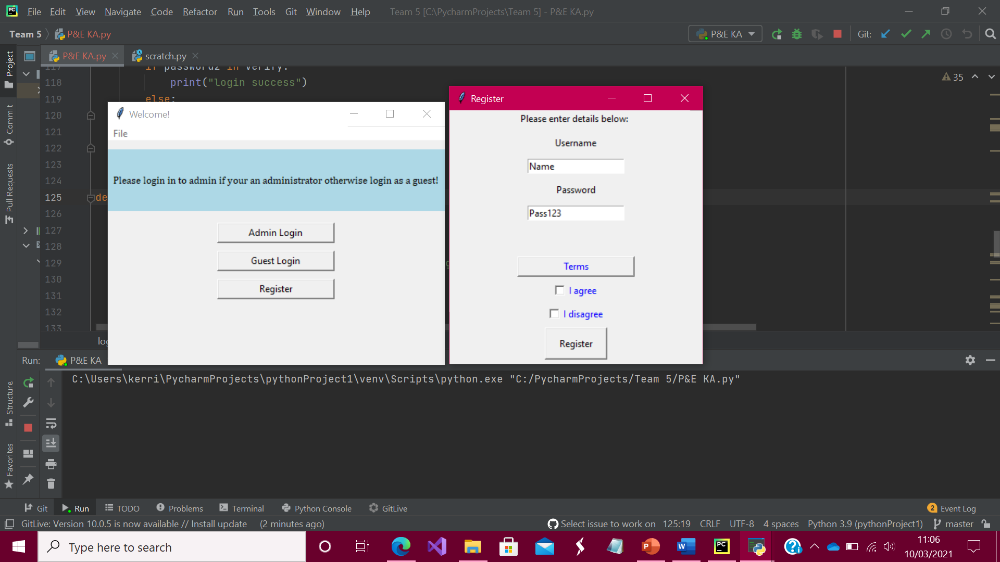 File Edit View Navigate Code Refactor Run Tools Git Window Help Team 5 [C:\PycharmProjects\Team 5] - P&E KA.py
Team 5 P&E KA.py P&E KA Git:
P&E KA.py scratch.py
if password2 in verify:
118 print("login success")
35
119 else:
120
121
122
123
124
125 de
126
127
128
129
130
131
132
133
Project
Commit
Pull Requests
Structure
Favorites
Welcome!
File
Please login in to admin if your an administrator otherwise login as a guest!
Admin Login
Guest Login
Register
Register
Please enter details below:
Username
Name
Password
Pass123
Terms
I agree
I disagree
Register
Run: P&E KA
C:\Users\kerri\PycharmProjects\pythonProject1\venv\Scripts\python.exe "C:/PycharmProjects/Team 5/P&E KA.py"
Git Run TODO Problems Terminal Python Console GitLive 2 Event Log
GitLive: Version 10.0.5 is now available // Install update (2 minutes ago) Select issue to work on 125:19 CRLF UTF-8 4 spaces Python 3.9 (pythonProject1) master
Type here to search
11:06
10/03/2021